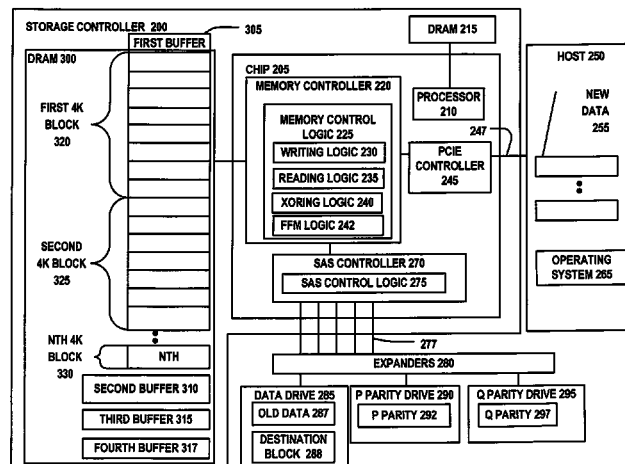 STORAGE CONTROLLER 200
305
FIRST BUFFER
DRAM 300
FIRST 4K
BLOCK
320
SECOND
4K BLOCK
325
NTH 4K
BLOCK
330
NTH
SECOND BUFFER 310
THIRD BUFFER 315
FOURTH BUFFER 317
DRAM 215
CHIP 205
MEMORY CONTROLLER 220
MEMORY CONTROL
LOGIC 225
WRITING LOGIC 230
READING LOGIC 235
XORING LOGIC 240
FFM LOGIC 242
PROCESSOR
210
247
PCIE
CONTROLLER
245
SAS CONTROLLER 270
SAS CONTROL LOGIC 275
277
EXPANDERS 280
DATA DRIVE 285
OLD DATA 287
DESTINATION
BLOCK 288
P PARITY DRIVE 290
P PARITY 292
Q PARITY DRIVE 295
Q PARITY 297
HOST 250
NEW
DATA
255
OPERATING
SYSTEM 265